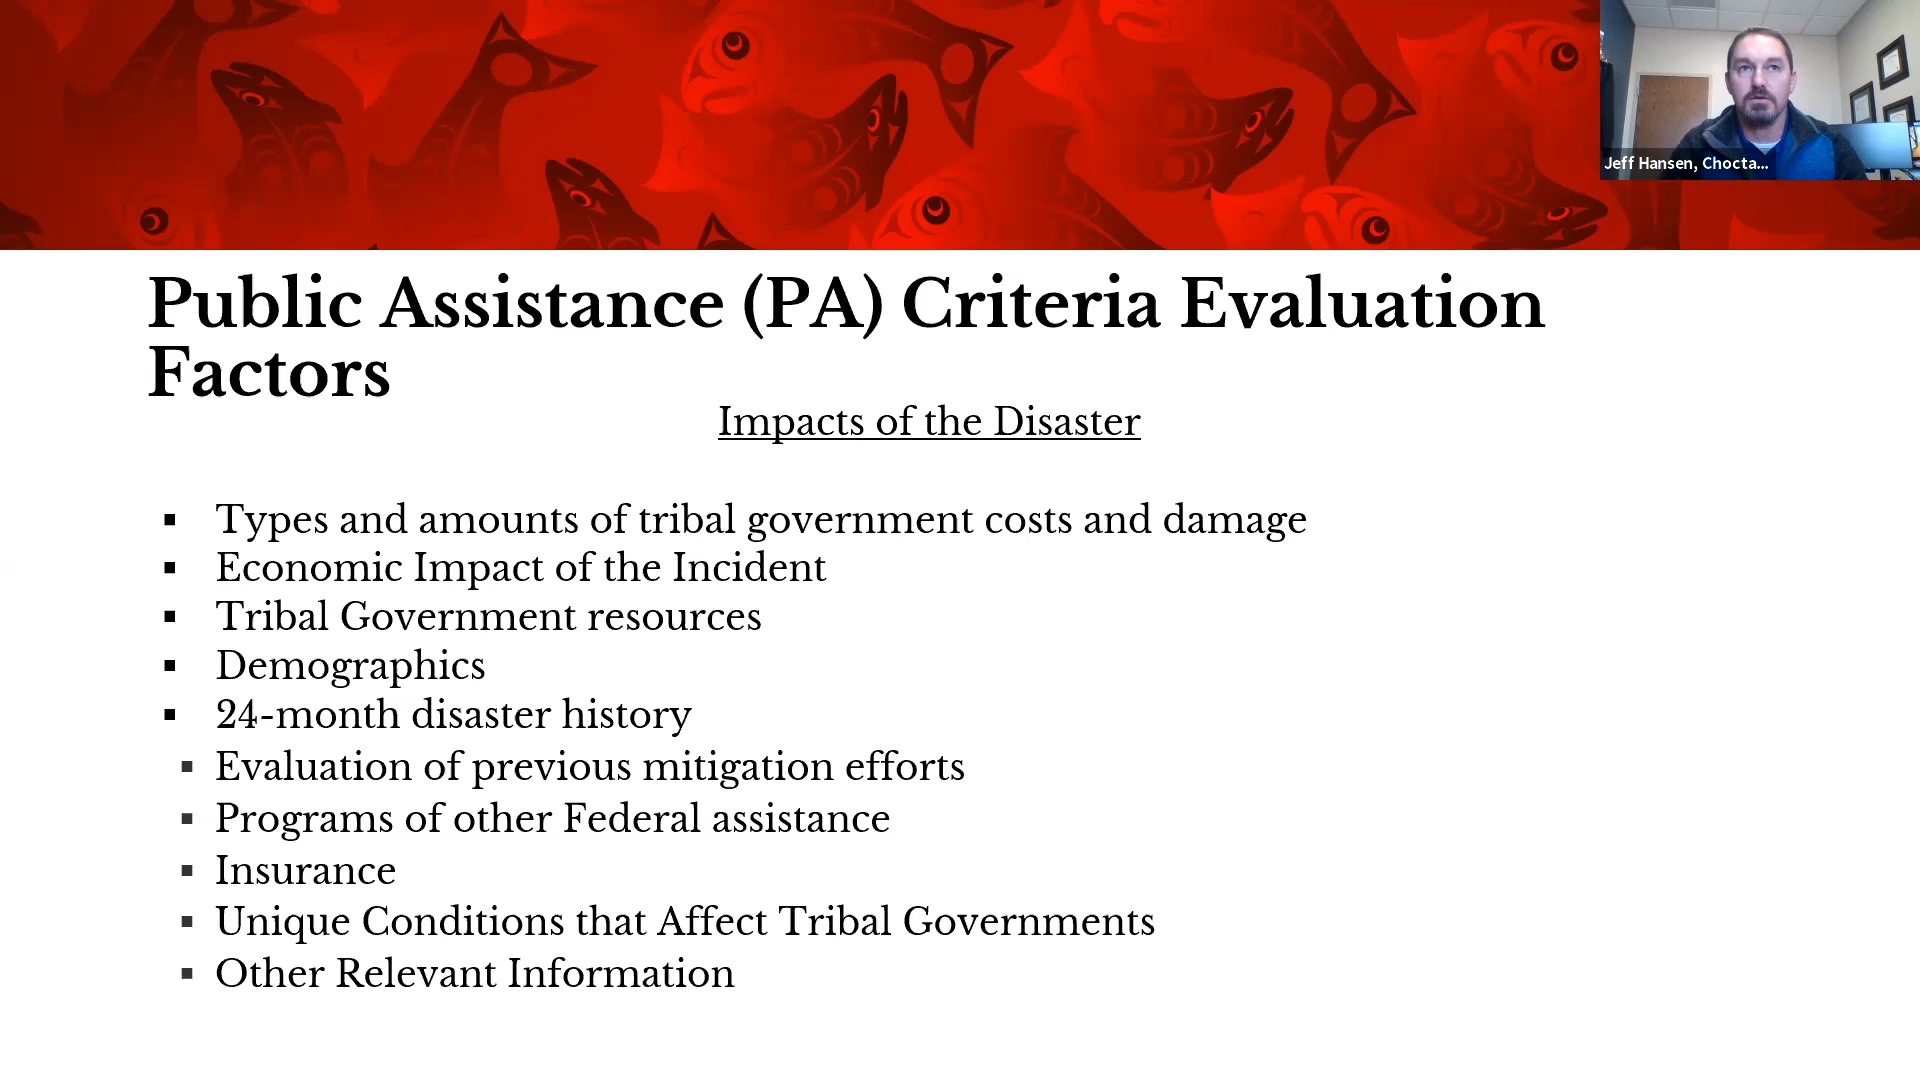 Jeff Hansen, Chocta...
Public Assistance (PA) Criteria Evaluation
Factors
Impacts of the Disaster
▪ Types and amounts of tribal government costs and damage
▪ Economic Impact of the Incident
▪ Tribal Government resources
▪ Demographics
▪ 24-month disaster history
▪ Evaluation of previous mitigation efforts
▪ Programs of other Federal assistance
▪ Insurance
▪ Unique Conditions that Affect Tribal Governments
▪ Other Relevant Information